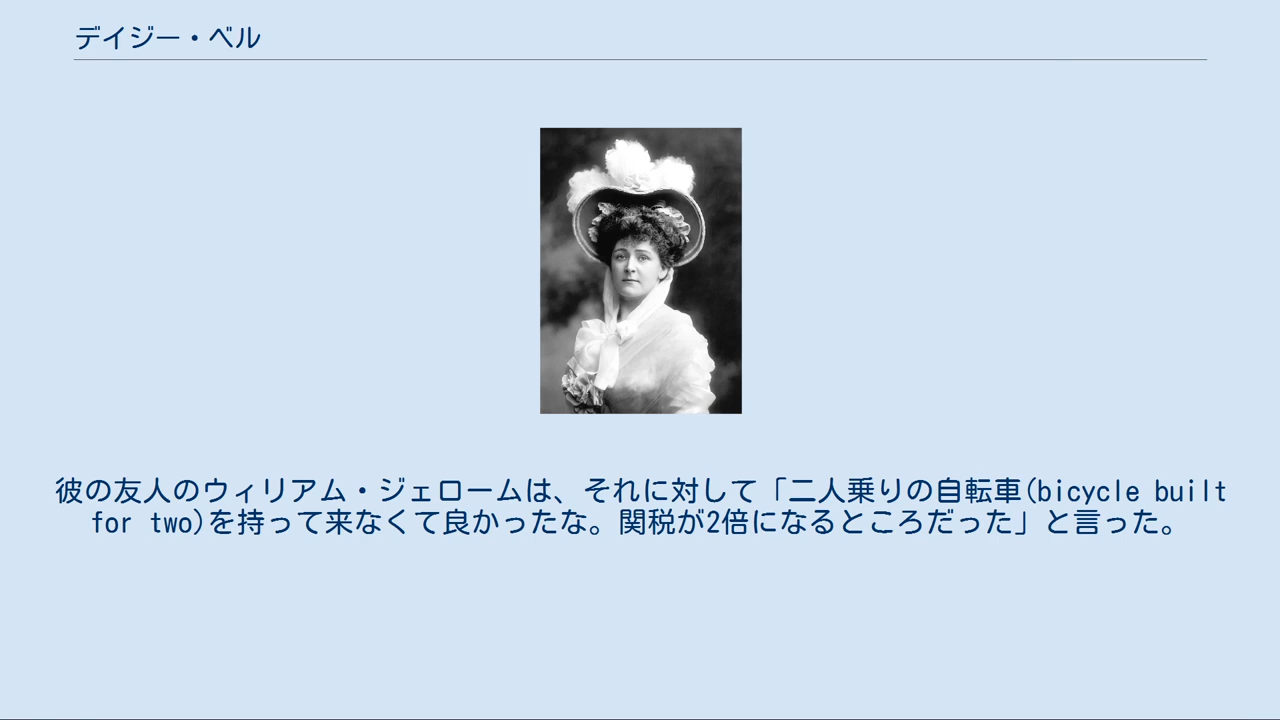 デイジー・ベル
彼の友人のウィリアム・ジェロームは、それに対して「二人乗りの自転車(bicycle built
for two)を持って来なくて良かったな。関税が2倍になるところだった」と言った。